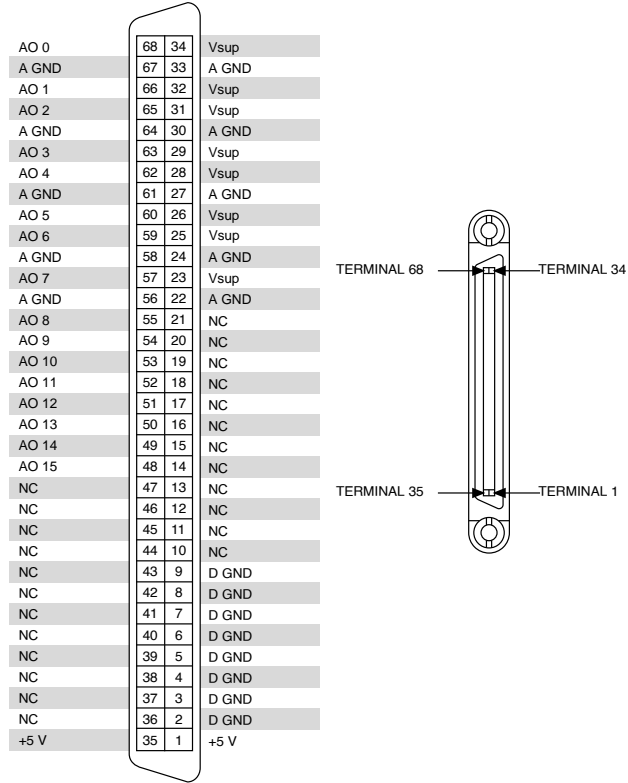 AO 0 68 34 Vsup
A GND 67 33 A GND
AO 1 66 32 Vsup
AO 2 65 31 Vsup
A GND 64 30 A GND
AO 3 63 29 Vsup
AO 4 62 28 Vsup
A GND 61 27 A GND
AO 5 60 26 Vsup
AO 6 59 25 Vsup
A GND 58 24 A GND
AO 7 57 23 Vsup
A GND 56 22 A GND
AO 8 55 21 NC
AO 9 54 20 NC
AO 10 53 19 NC
AO 11 52 18 NC
AO 12 51 17 NC
AO 13 50 16 NC
AO 14 49 15 NC
AO 15 48 14 NC
NC 47 13 NC
NC 46 12 NC
NC 45 11 NC
NC 44 10 NC
NC 43 9 D GND
NC 42 8 D GND
NC 41 7 D GND
NC 40 6 D GND
NC 39 5 D GND
NC 38 4 D GND
NC 37 3 D GND
NC 36 2 D GND
+5 V 35 1 +5 V
TERMINAL 68 TERMINAL 34
TERMINAL 35 TERMINAL 1